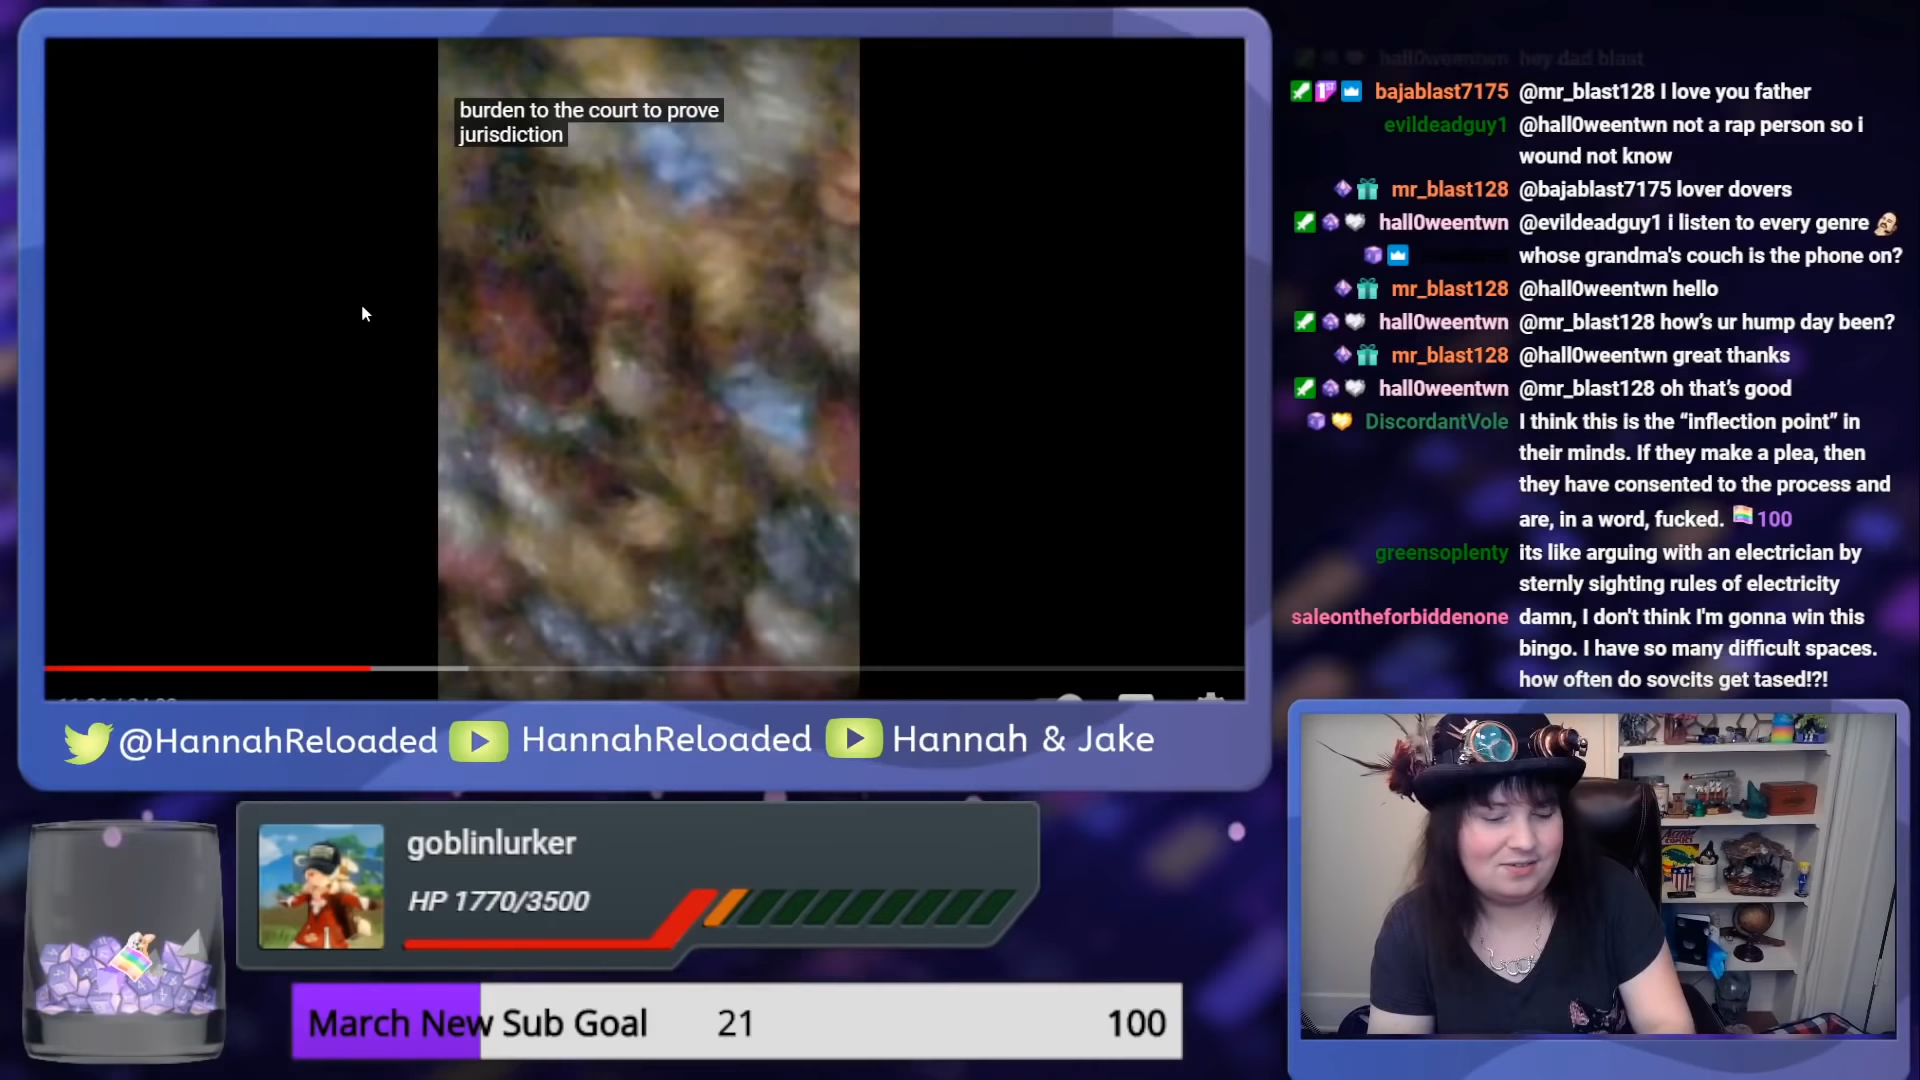 burden to the court to prove
jurisdiction
hall0weentwn hey dad blast
bajablast7175 @mr_blast128 I love you father
evildeadguy1 @hall0weentwn not a rap person so i
wound not know
mr_blast128 @bajablast7175 lover dovers
hall0weentwn @evildeadguy1 i listen to every genre
whose grandma's couch is the phone on?
mr_blast128 @hall0weentwn hello
hall0weentwn @mr_blast128 how's ur hump day been?
mr_blast128 @hall0weentwn great thanks
hall0weentwn @mr_blast128 oh that's good
DiscordantVole I think this is the “inflection point” in
their minds. If they make a plea, then
they have consented to the process and
are, in a word, fucked. 100
greensoplenty its like arguing with an electrician by
sternly sighting rules of electricity
saleontheforbiddenone damn, I don't think I'm gonna win this
bingo. I have so many difficult spaces.
how often do sovcits get tased!?!
@HannahReloaded HannahReloaded Hannah & Jake
goblinlurker
HP 1770/3500
March New Sub Goal 21 100